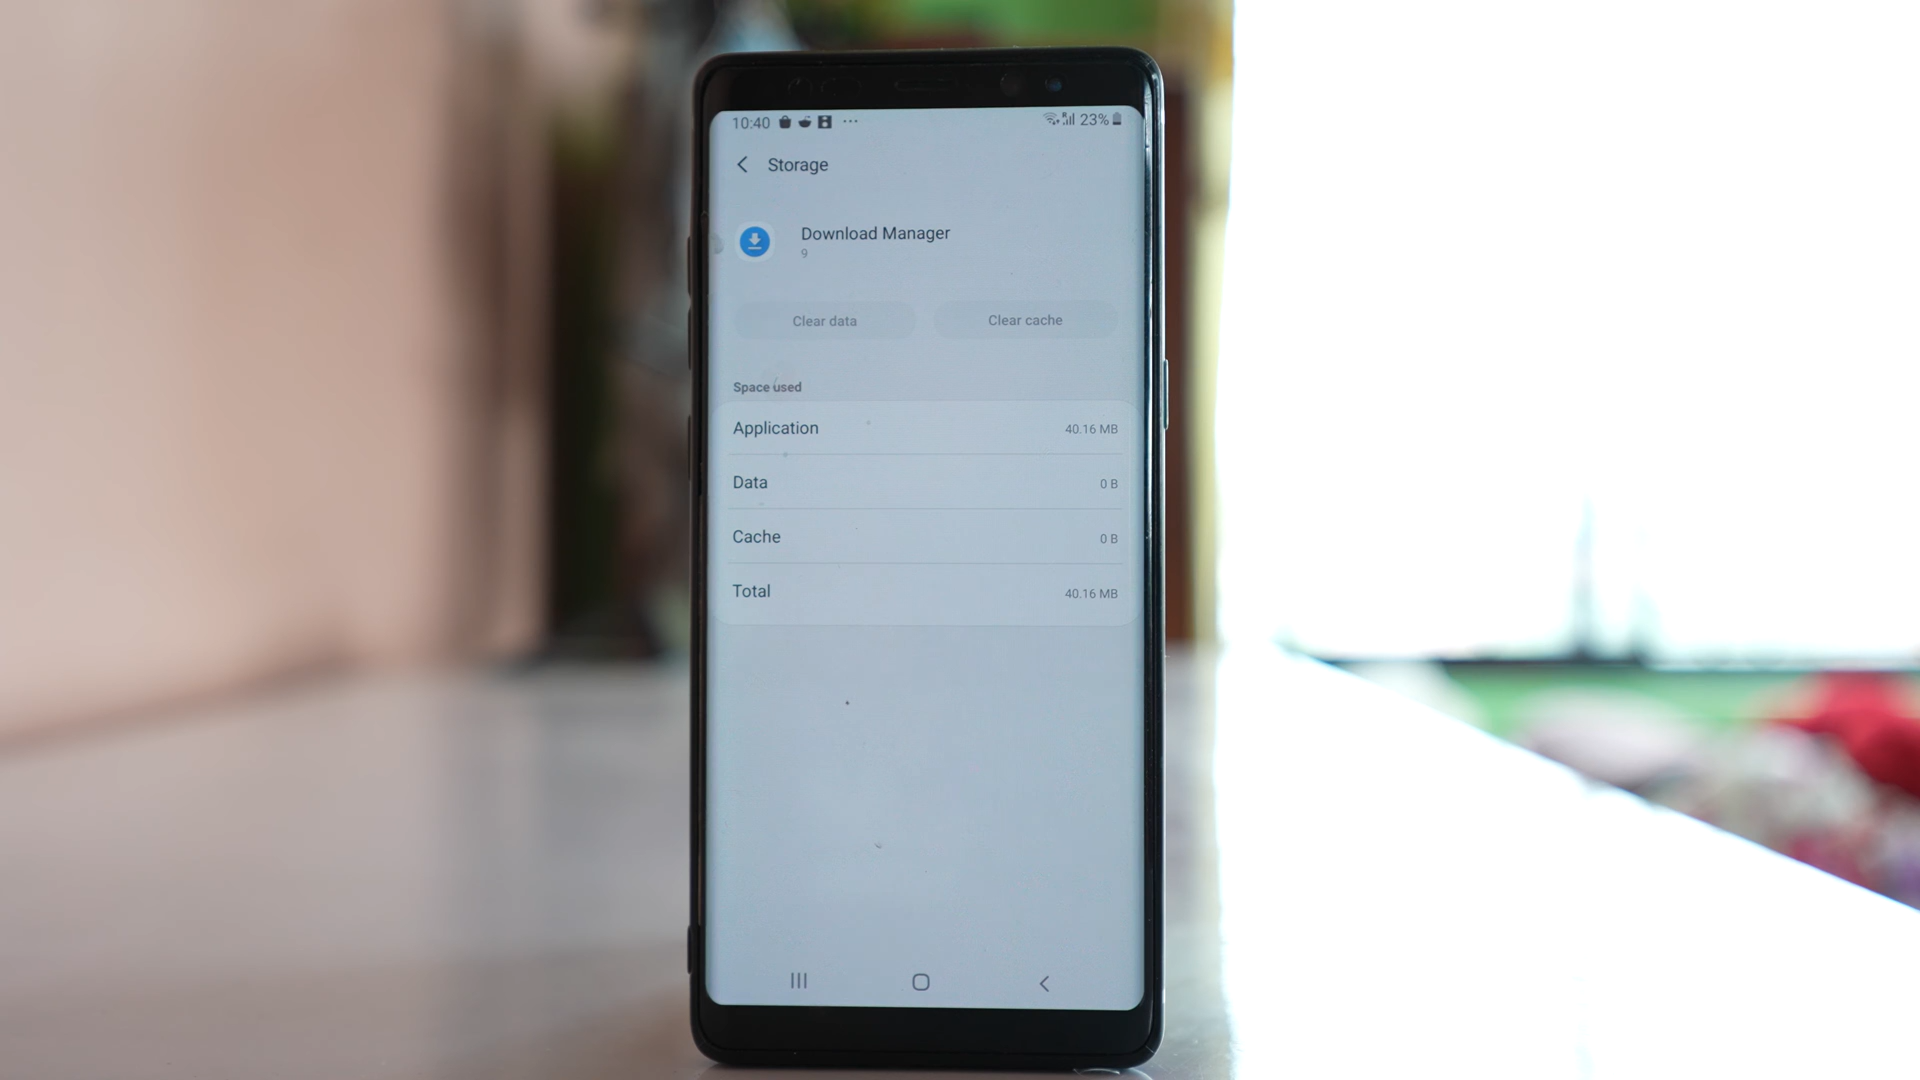 10:40 23%
Storage
Download Manager
9
Clear data Clear cache
Space used
Application 40.16 MB
Data 0 B
Cache 0 B
Total 40.16 MB